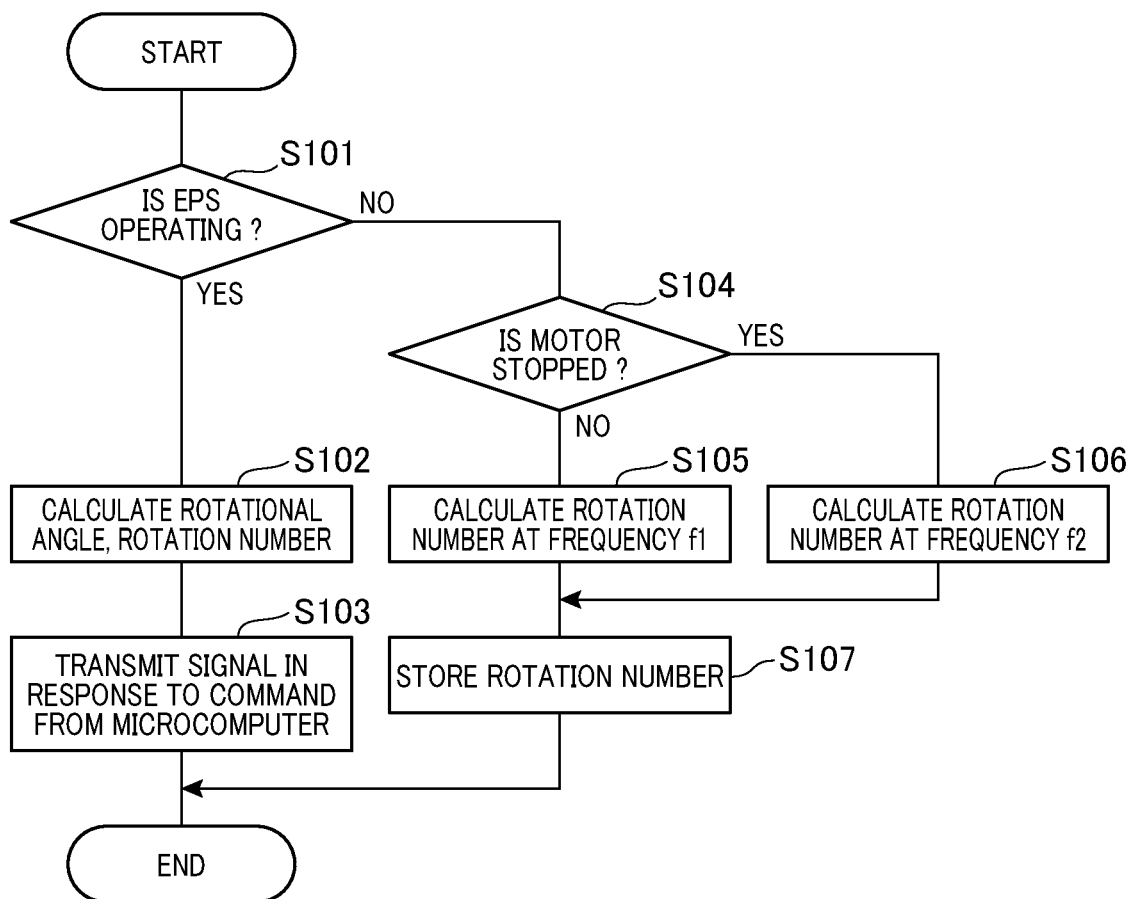 START
S101
IS EPS
OPERATING ?
NO
YES
S104
IS MOTOR
STOPPED ?
YES
NO
S102
CALCULATE ROTATIONAL
ANGLE, ROTATION NUMBER
S105
CALCULATE ROTATION
NUMBER AT FREQUENCY f1
S106
CALCULATE ROTATION
NUMBER AT FREQUENCY f2
S103
TRANSMIT SIGNAL IN
RESPONSE TO COMMAND
FROM MICROCOMPUTER
STORE ROTATION NUMBER
S107
END